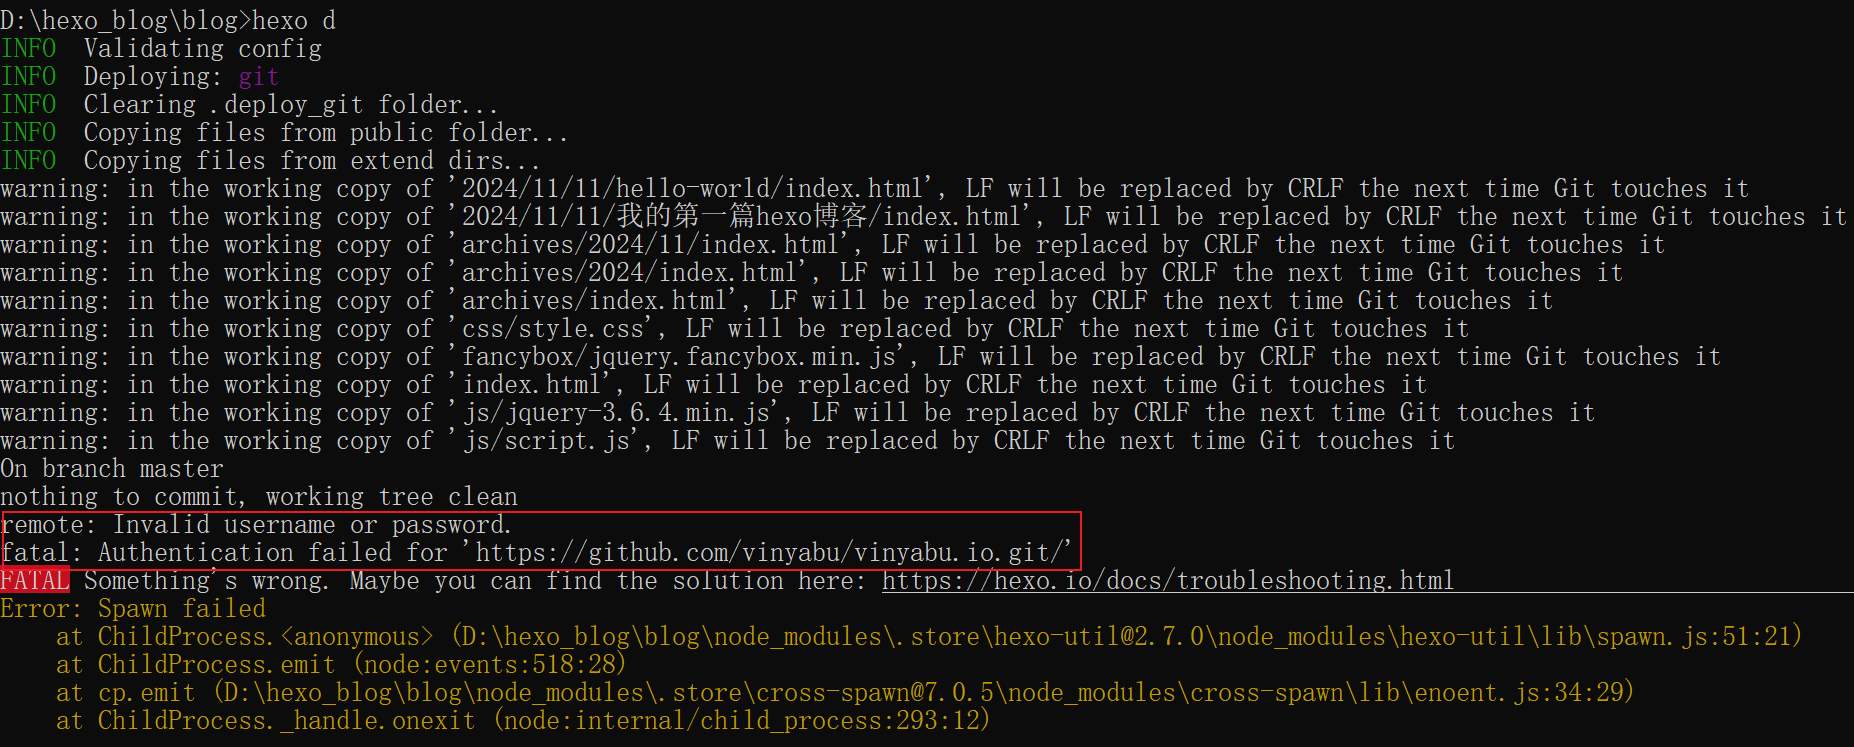 D:\hexo_blog\blog>hexo d
INFO  Validating config
INFO  Deploying: git
INFO  Clearing .deploy_git folder...
INFO  Copying files from public folder...
INFO  Copying files from extend dirs...
warning: in the working copy of '2024/11/11/hello-world/index.html', LF will be replaced by CRLF the next time Git touches it
warning: in the working copy of '2024/11/11/我的第一篇hexo博客/index.html', LF will be replaced by CRLF the next time Git touches it
warning: in the working copy of 'archives/2024/11/index.html', LF will be replaced by CRLF the next time Git touches it
warning: in the working copy of 'archives/2024/index.html', LF will be replaced by CRLF the next time Git touches it
warning: in the working copy of 'archives/index.html', LF will be replaced by CRLF the next time Git touches it
warning: in the working copy of 'css/style.css', LF will be replaced by CRLF the next time Git touches it
warning: in the working copy of 'fancybox/jquery.fancybox.min.js', LF will be replaced by CRLF the next time Git touches it
warning: in the working copy of 'index.html', LF will be replaced by CRLF the next time Git touches it
warning: in the working copy of 'js/jquery-3.6.4.min.js', LF will be replaced by CRLF the next time Git touches it
warning: in the working copy of 'js/script.js', LF will be replaced by CRLF the next time Git touches it
On branch master
nothing to commit, working tree clean
remote: Invalid username or password.
fatal: Authentication failed for 'https://github.com/vinyabu/vinyabu.io.git/'
FATAL Something's wrong. Maybe you can find the solution here: https://hexo.io/docs/troubleshooting.html
Error: Spawn failed
    at ChildProcess.<anonymous> (D:\hexo_blog\blog\node_modules\.store\hexo-util@2.7.0\node_modules\hexo-util\lib\spawn.js:51:21)
    at ChildProcess.emit (node:events:518:28)
    at cp.emit (D:\hexo_blog\blog\node_modules\.store\cross-spawn@7.0.5\node_modules\cross-spawn\lib\enoent.js:34:29)
    at ChildProcess._handle.onexit (node:internal/child_process:293:12)